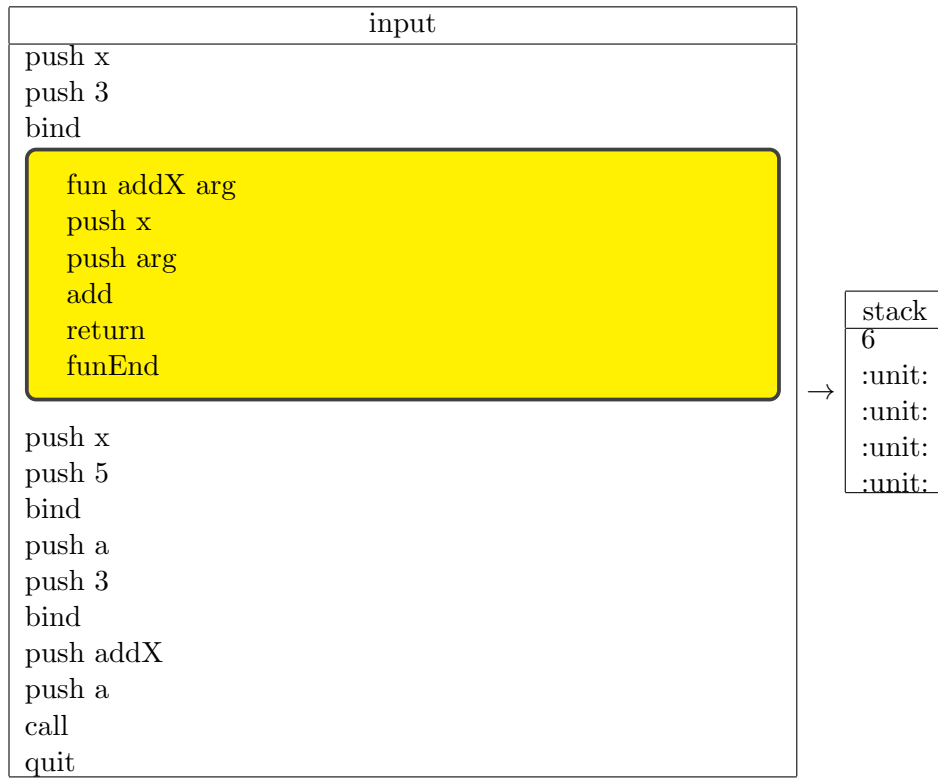 input
push x
push 3
bind
fun addX arg
push x
push arg
add
return
funEnd
push x
push 5
bind
push a
push 3
bind
push addX
push a
call
quit
→
stack
6
:unit:
:unit:
:unit:
:unit: